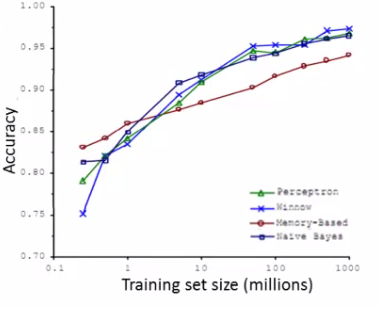 1.00
0.95
0.90
0.85
0.80
0.75
0.70
Accuracy
Perceptron
Winnow
Memory-Based
Naive Bayes
0.1 1 10 100 1000
Training set size (millions)